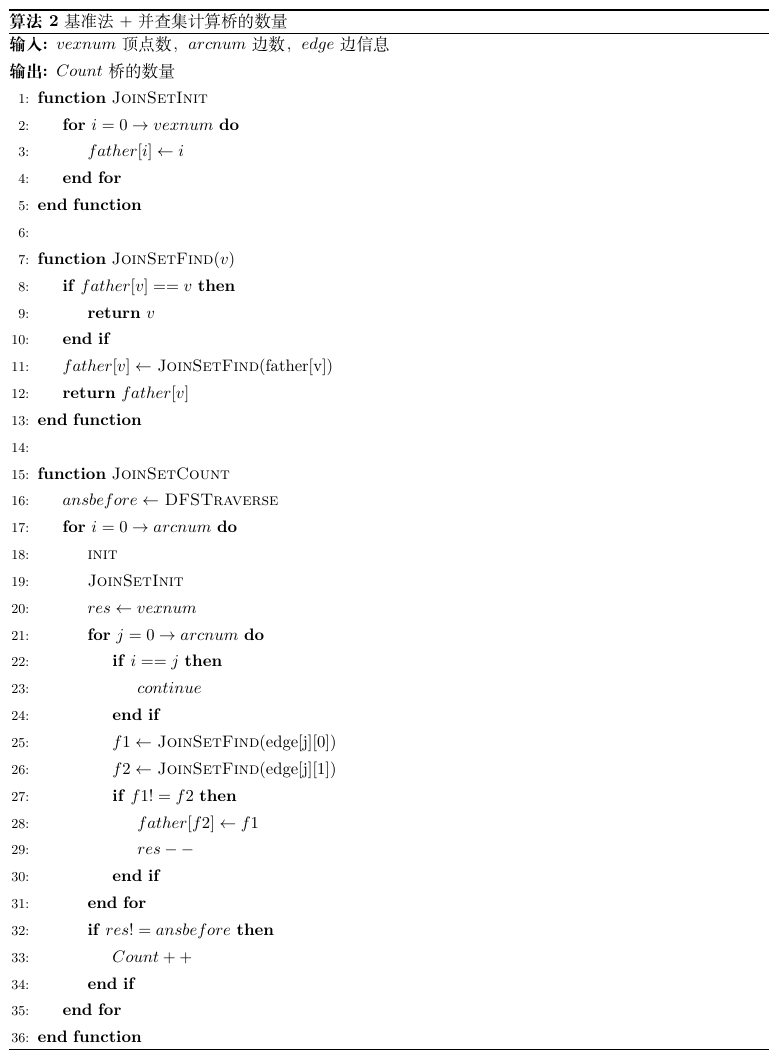 算法 2 基准法 + 并查集计算桥的数量
输入: vexnum 顶点数, arcnum 边数, edge 边信息
输出: Count 桥的数量
1: function JoinSetInit
2: for i = 0 → vexnum do
3: father[i] ← i
4: end for
5: end function
6:
7: function JoinSetFind(v)
8: if father[v] == v then
9: return v
10: end if
11: father[v] ← JoinSetFind(father[v])
12: return father[v]
13: end function
14:
15: function JoinSetCount
16: ansbefore ← DFSTraverse
17: for i = 0 → arcnum do
18: init
19: JoinSetInit
20: res ← vexnum
21: for j = 0 → arcnum do
22: if i == j then
23: continue
24: end if
25: f1 ← JoinSetFind(edge[j][0])
26: f2 ← JoinSetFind(edge[j][1])
27: if f1! = f2 then
28: father[f2] ← f1
29: res − −
30: end if
31: end for
32: if res! = ansbefore then
33: Count + +
34: end if
35: end for
36: end function